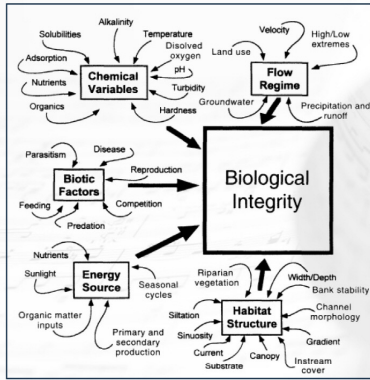 Solubilities
Alkalinity
Temperature
Disolved
oxygen
Adsorption
Chemical
Variables
pH
Nutrients
Turbidity
Organics
Hardness
Velocity
High/Low
extremes
Land use
Flow
Regime
Groundwater
Precipitation and
runoff
Parasitism
Disease
Biotic
Factors
Reproduction
Feeding
Competition
Predation
Biological
Integrity
Nutrients
Sunlight
Energy
Source
Seasonal
cycles
Organic matter
inputs
Primary and
secondary
production
Riparian
vegetation
Width/Depth
Bank stability
Siltation
Habitat
Structure
Channel
morphology
Sinuosity
Gradient
Current
Substrate
Canopy
Instream
cover